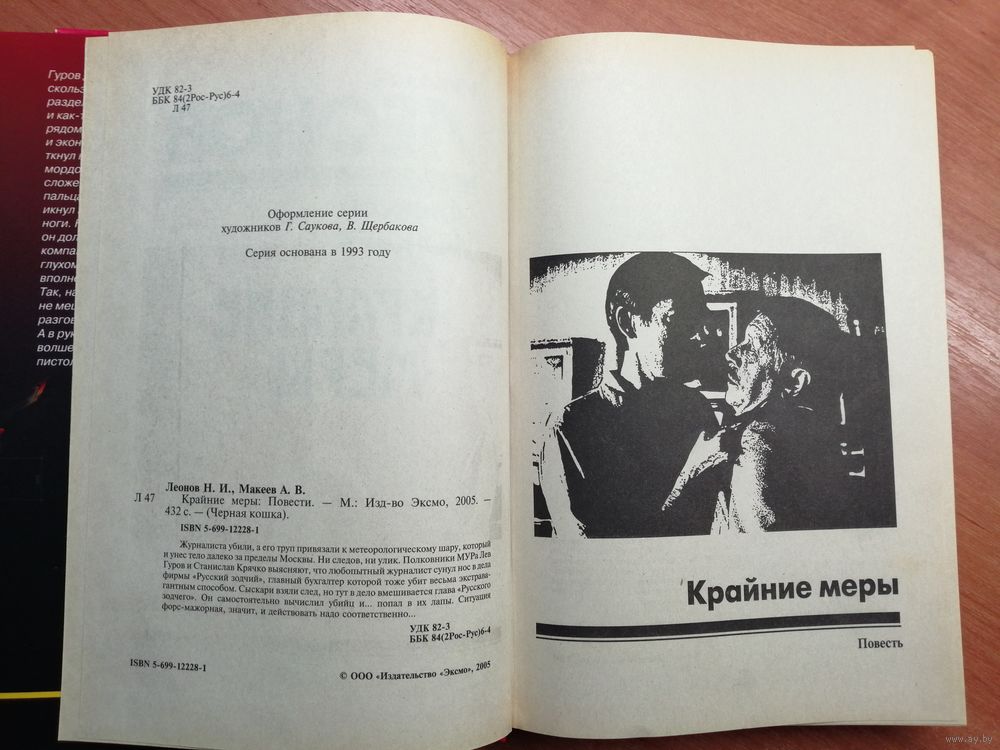 Гуров
скольз
разде
и как-т
рядом
и экон
ткнул
мордо
сложе
пальца
икнул
ноги.
он дол
компа
глухом
вполне
Так, на
не ме
разгов
А в рук
волше
писто
УДК 82-3
ББК 84(2Рос-Рус)6-4
Л 47
Оформление серии
художников Г. Саукова, В. Щербакова
Серия основана в 1993 году
Леонов Н. И., Макеев А. В.
Л 47 Крайние меры: Повести. — М.: Изд-во Эксмо, 2005. —
432 с. — (Черная кошка).
ISBN 5-699-12228-1
Журналиста убили, а его труп привязали к метеорологическому шару, который
и унес тело далеко за пределы Москвы. Ни следов, ни улик. Полковники МУРа Лев
Гуров и Станислав Крячко выясняют, что любопытный журналист сунул нос в дела
фирмы «Русский зодчий», главный бухгалтер которой тоже убит весьма экстрава-
гантным способом. Сыскари взяли след, но тут в дело вмешивается глава «Русского
зодчего». Он самостоятельно вычислил убийц и... попал в их лапы. Ситуация
форс-мажорная, значит, и действовать надо соответственно...
УДК 82-3
ББК 84(2Рос-Рус)6-4
ISBN 5-699-12228-1
© ООО «Издательство «Эксмо», 2005
Крайние меры
Повесть
www.ay.by